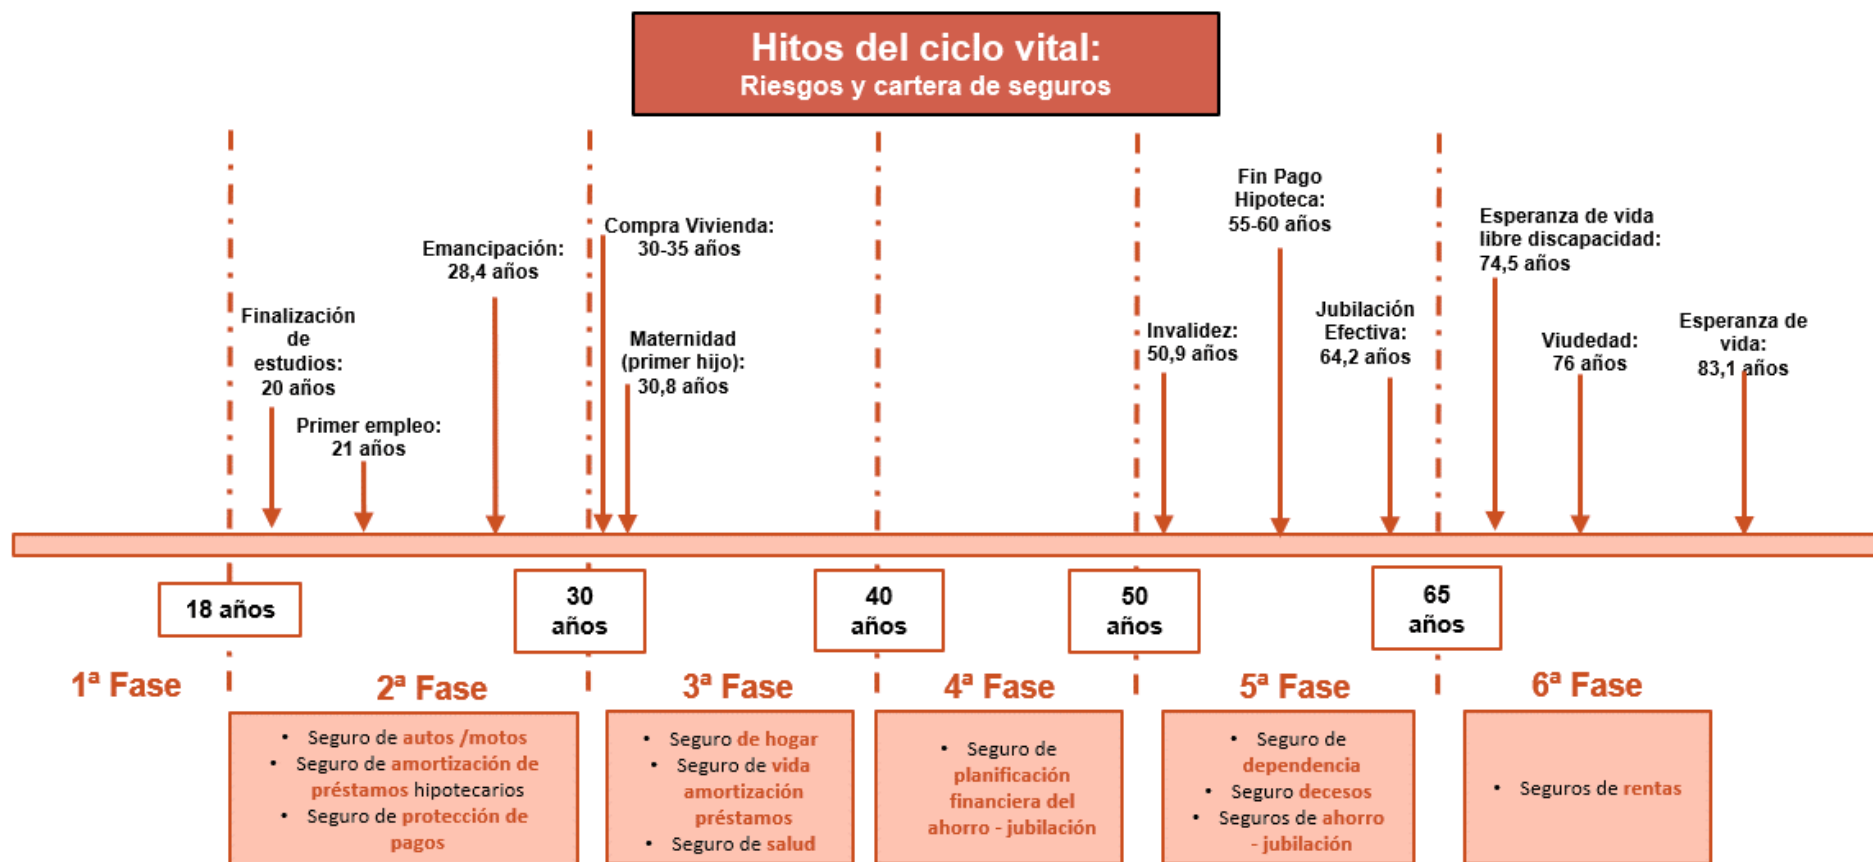 Hitos del ciclo vital:
Riesgos y cartera de seguros
Finalización
de
estudios:
20 años
Primer empleo:
21 años
Emancipación:
28,4 años
Compra Vivienda:
30-35 años
Maternidad
(primer hijo):
30,8 años
Invalidez:
50,9 años
Fin Pago
Hipoteca:
55-60 años
Jubilación
Efectiva:
64,2 años
Esperanza de vida
libre discapacidad:
74,5 años
Viudedad:
76 años
Esperanza de
vida:
83,1 años
18 años
30
años
40
años
50
años
65
años
1ª Fase
2ª Fase
3ª Fase
4ª Fase
5ª Fase
6ª Fase
• Seguro de autos /motos
• Seguro de amortización de
préstamos hipotecarios
• Seguro de protección de
pagos
• Seguro de hogar
• Seguro de vida
amortización
préstamos
• Seguro de salud
• Seguro de
planificación
financiera del
ahorro - jubilación
• Seguro de
dependencia
• Seguro decesos
• Seguros de ahorro
- jubilación
• Seguros de rentas